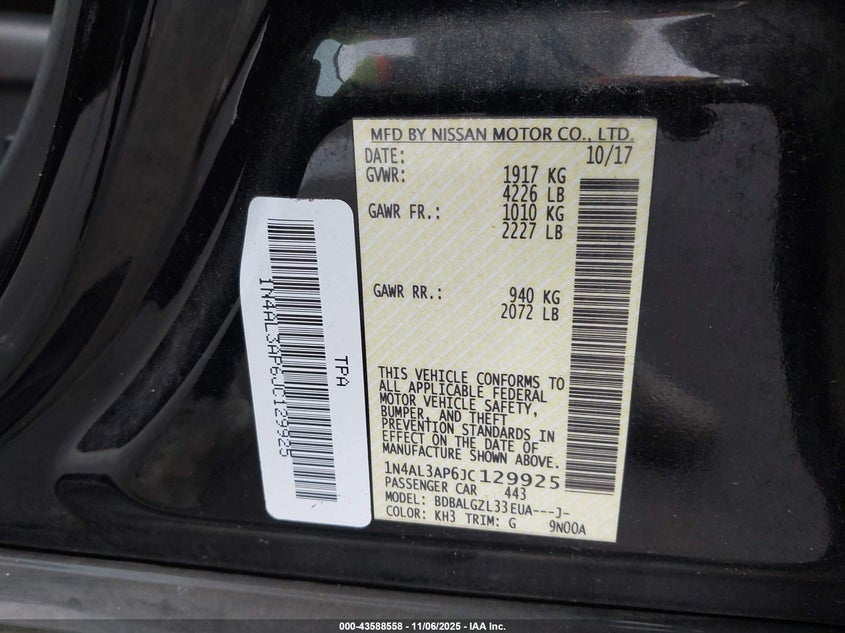 MFD BY NISSAN MOTOR CO., LTD.
DATE: 10/17
GVWR: 1917 KG
4226 LB
GAWR FR.: 1010 KG
2227 LB
GAWR RR.: 940 KG
2072 LB
THIS VEHICLE CONFORMS TO
ALL APPLICABLE FEDERAL
MOTOR VEHICLE SAFETY,
BUMPER, AND THEFT
PREVENTION STANDARDS IN
EFFECT ON THE DATE OF
MANUFACTURE SHOWN ABOVE.
1N4AL3AP6JC129925
PASSENGER CAR 443
MODEL: BDBALGZL33EUA---J-
COLOR: KH3 TRIM: G 9N00A
1N4AL3AP6JC129925
TPA
000-43588558 - 11/06/2025 - IAA Inc.